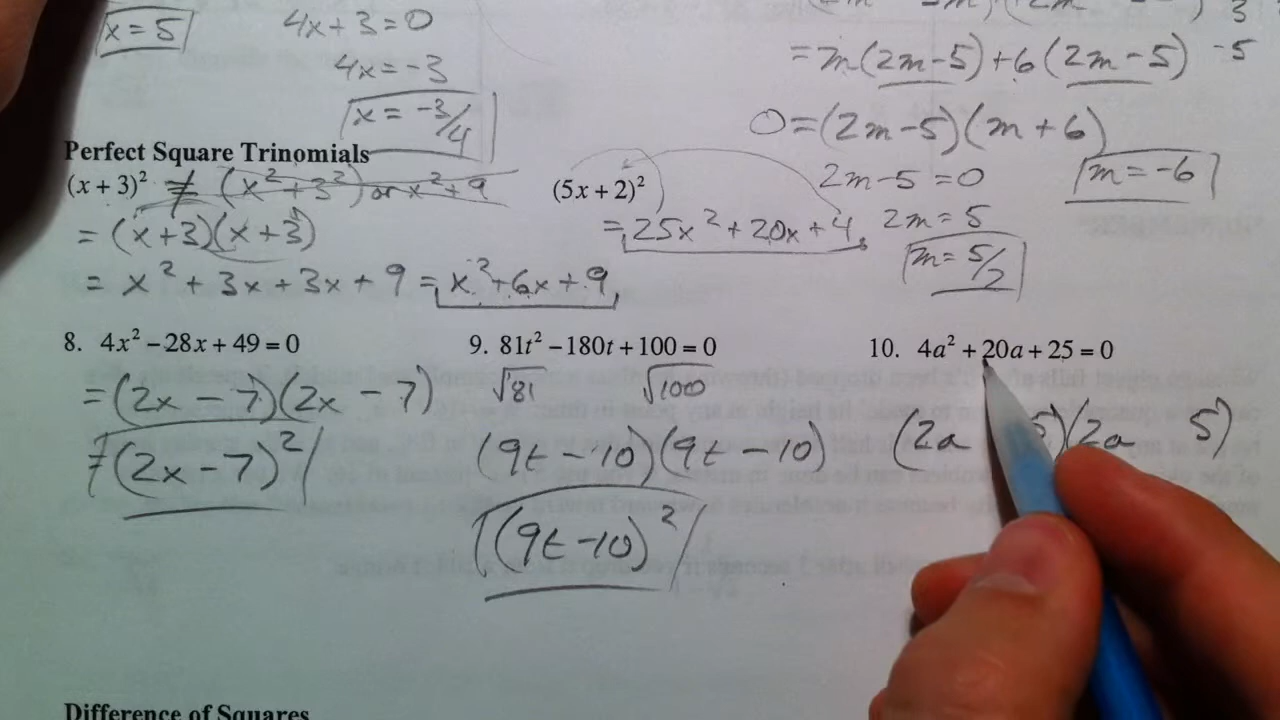 x = 5
4x + 3 = 0
4x = -3
x = -3/4
3
= 7m(2m - 5) + 6(2m - 5) -5
0 = (2m - 5)(m + 6)
2m - 5 = 0
m = -6
2m = 5
m = 5/2
Perfect Square Trinomials
(x + 3)² ≠ (x² + 3²) or x² + 9
= (x + 3)(x + 3)
= x² + 3x + 3x + 9 = x² + 6x + 9
(5x + 2)²
= 25x² + 20x + 4
8. 4x² − 28x + 49 = 0
= (2x - 7)(2x - 7)
= (2x - 7)²
9. 81t² − 180t + 100 = 0
√81 √100
(9t - 10)(9t - 10)
(9t - 10)²
10. 4a² + 20a + 25 = 0
(2a 5)(2a 5)
Difference of Squares